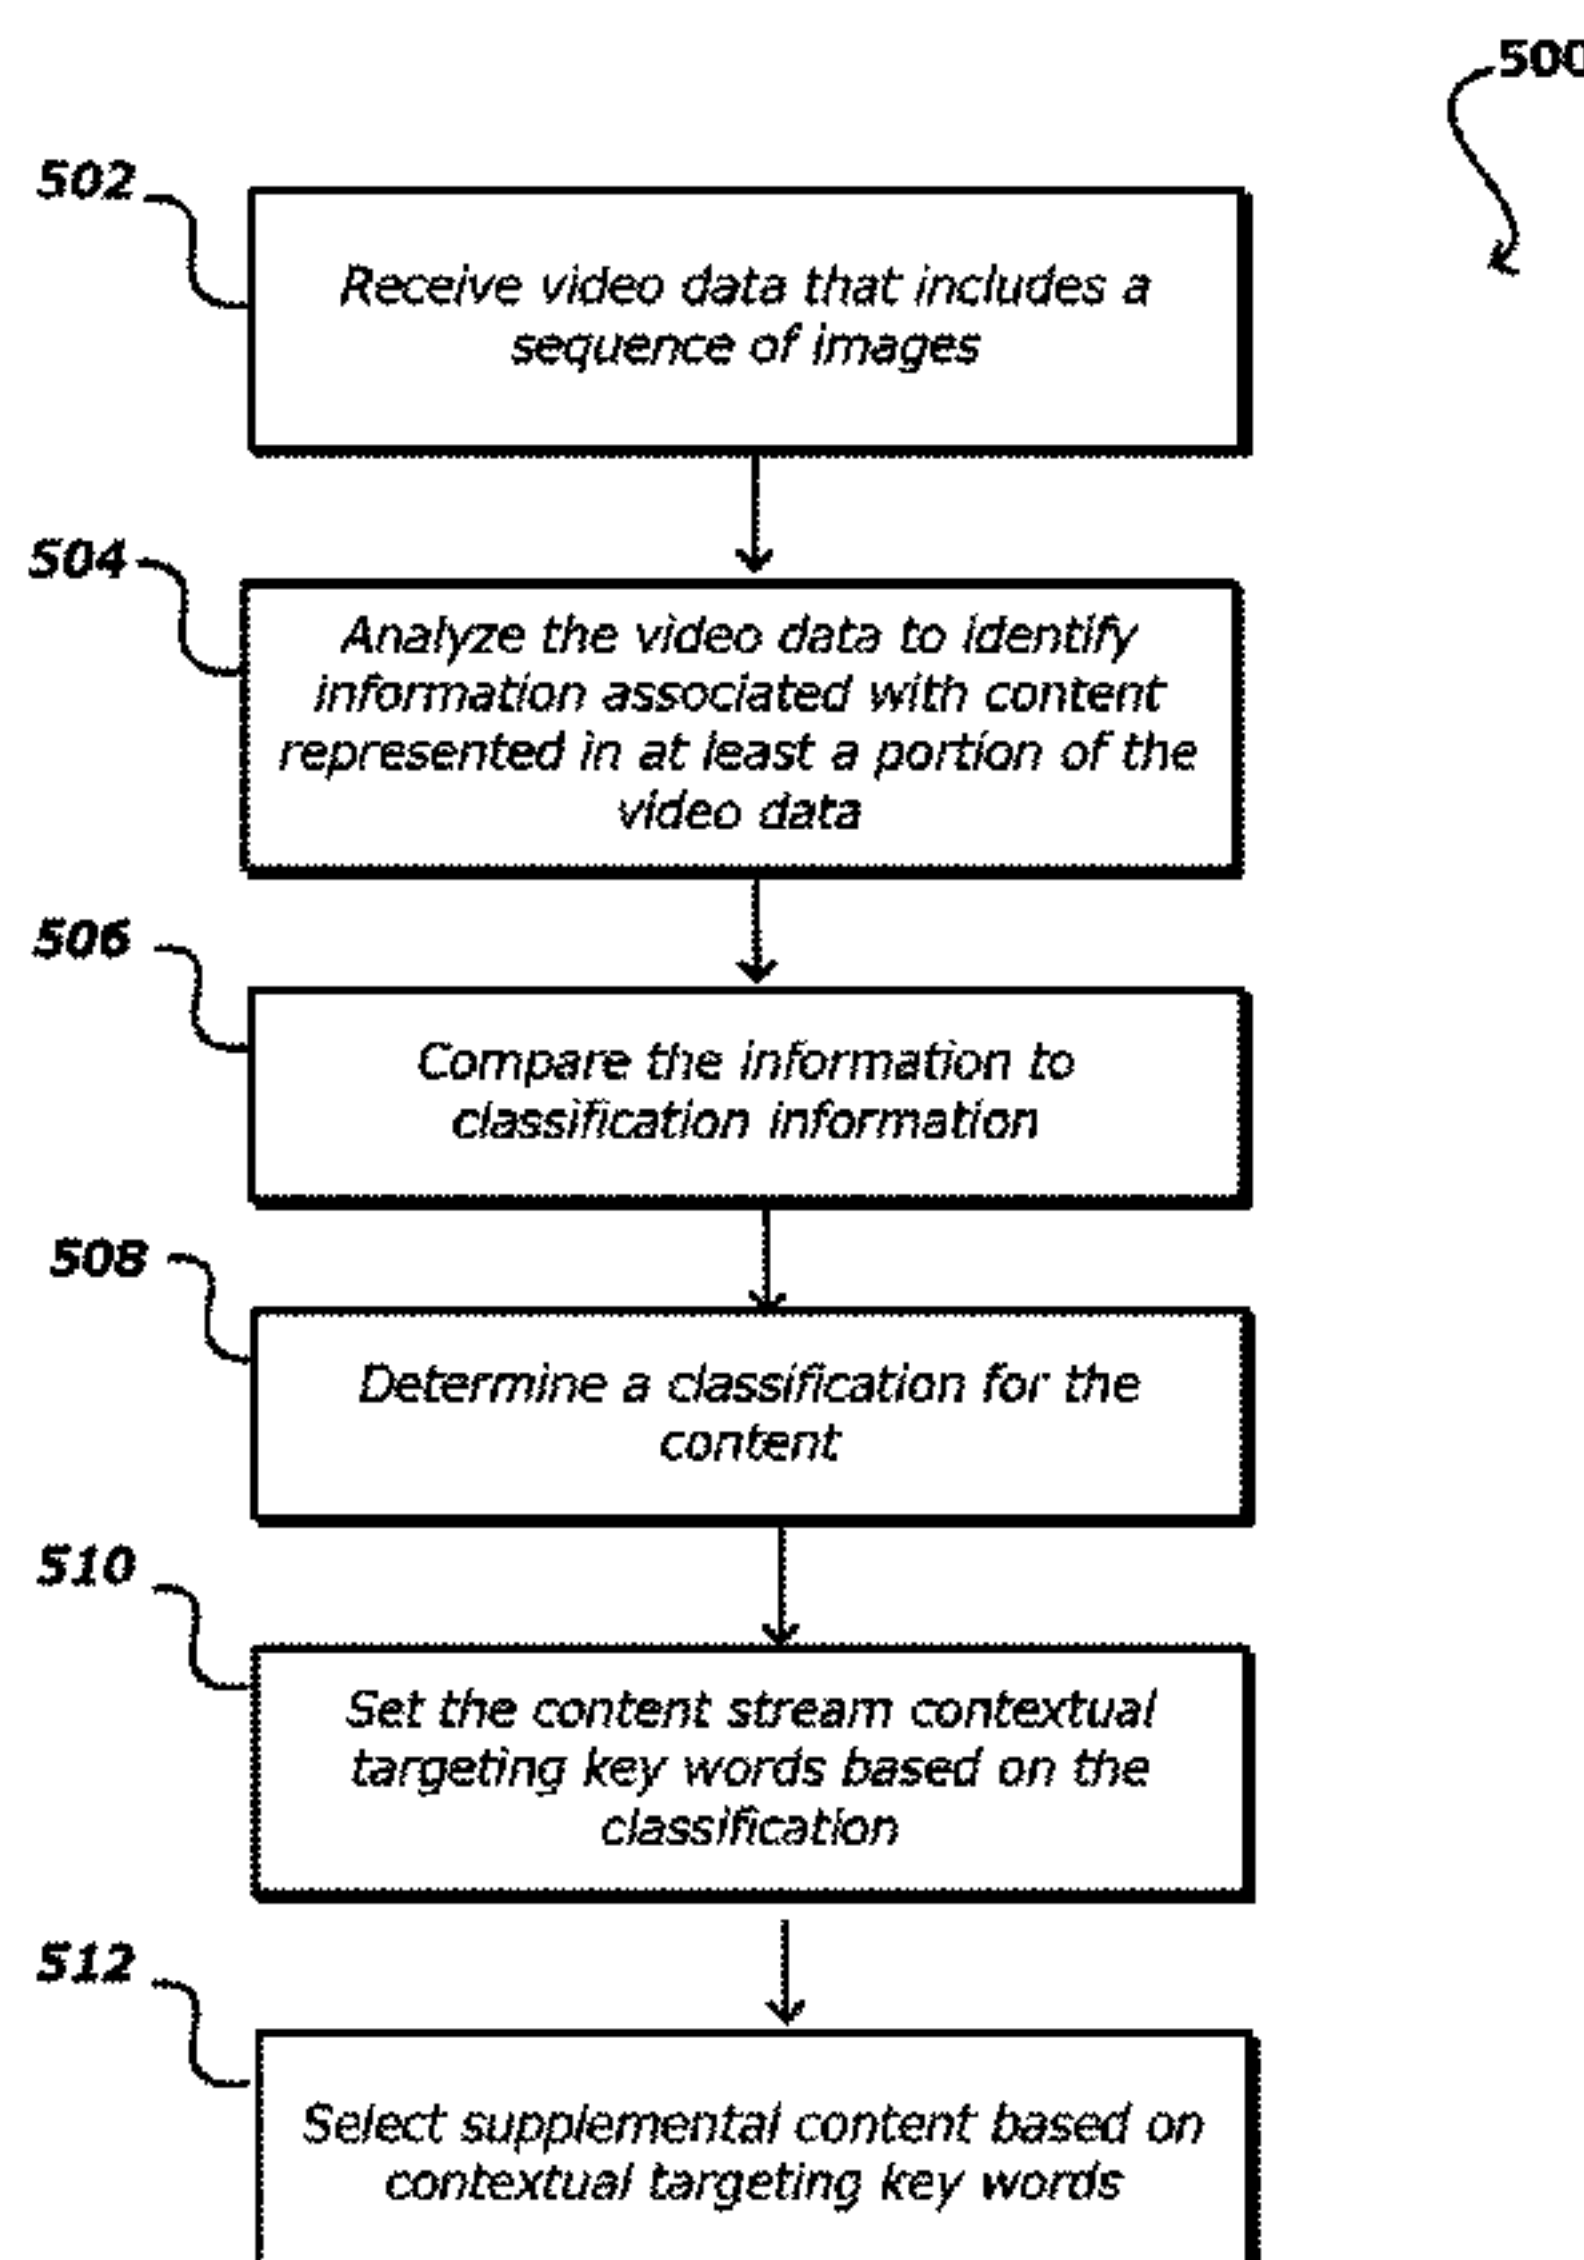 500
502
Receive video data that includes a
sequence of images
504
Analyze the video data to identify
information associated with content
represented in at least a portion of the
video data
506
Compare the information to
classification information
508
Determine a classification for the
content
510
Set the content stream contextual
targeting key words based on the
classification
512
Select supplemental content based on
contextual targeting key words